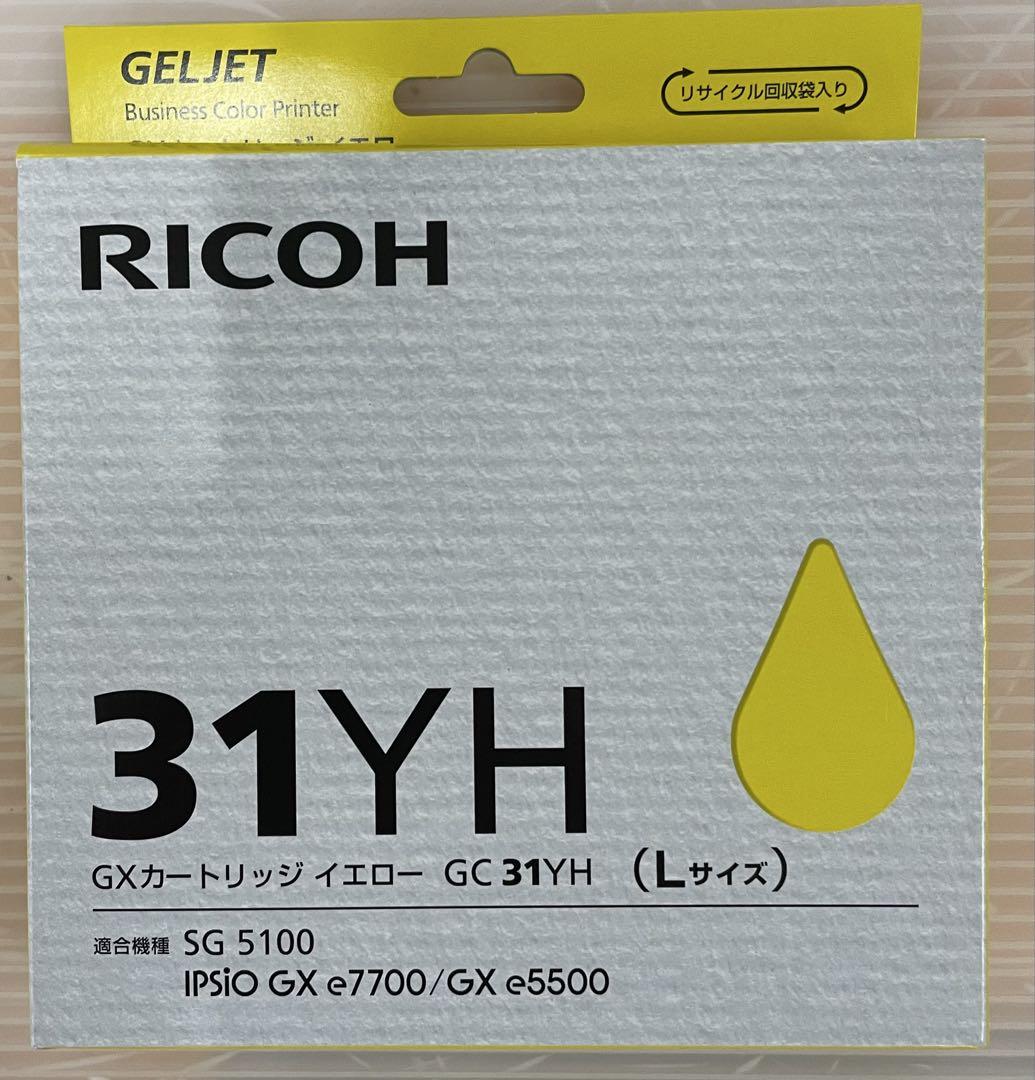 GELJET
Business Color Printer
リサイクル回収袋入り
RICOH
31YH
GXカートリッジ イエロー GC 31YH (Lサイズ)
適合機種 SG 5100
IPSiO GX e7700/GX e5500